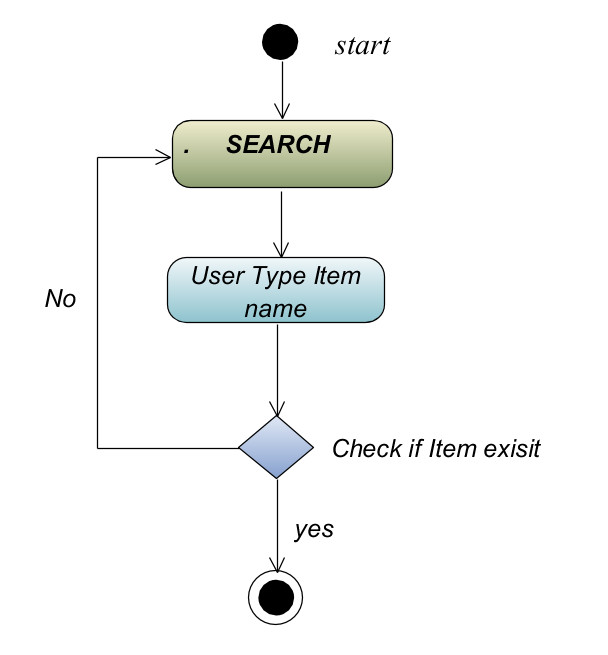 start
. SEARCH
User Type Item
name
No
Check if Item exisit
yes